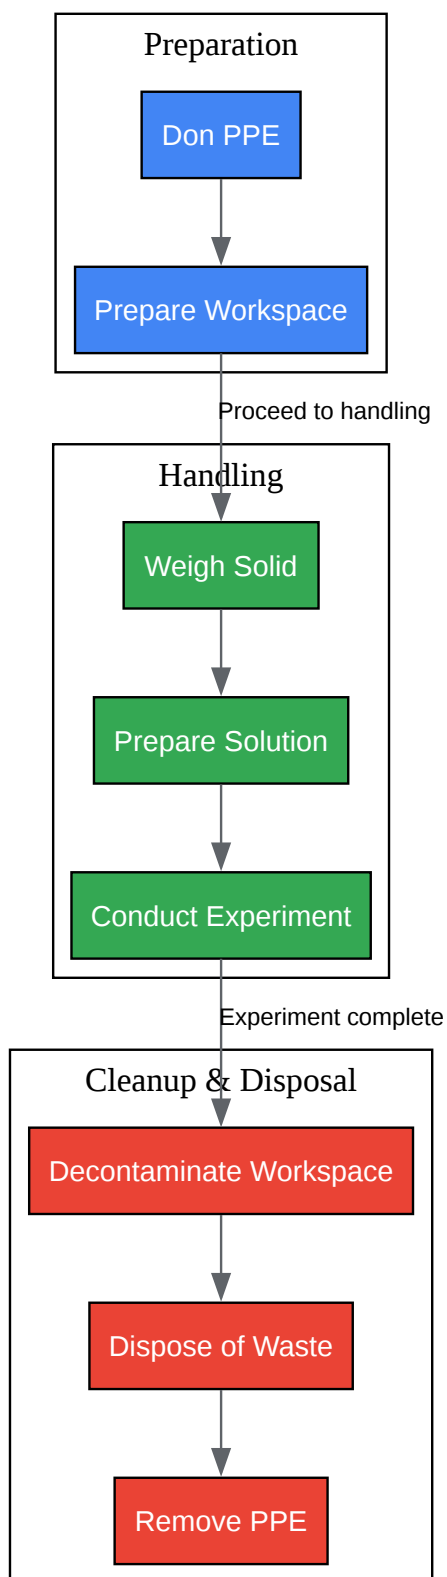 Preparation
Don PPE
Prepare Workspace
Proceed to handling
Handling
Weigh Solid
Prepare Solution
Conduct Experiment
Experiment complete
Cleanup & Disposal
Decontaminate Workspace
Dispose of Waste
Remove PPE